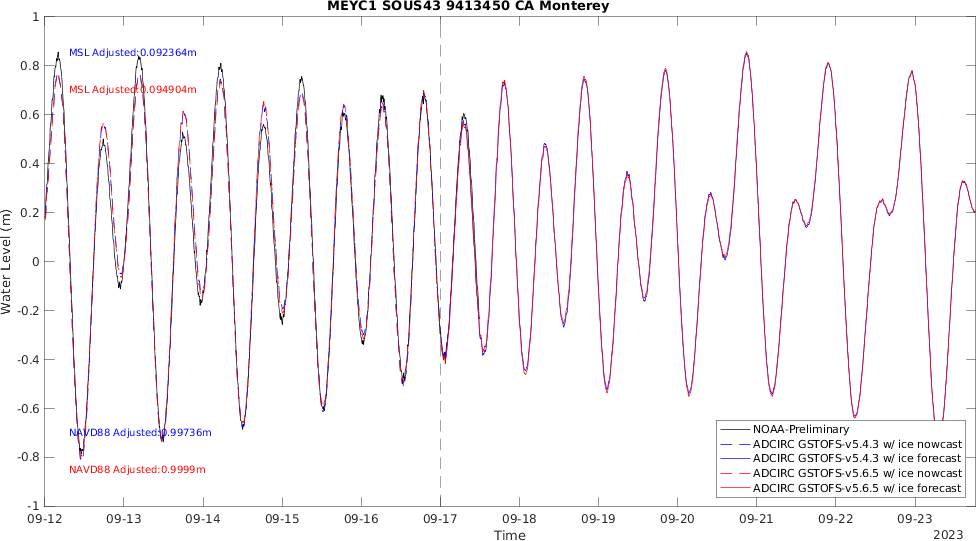 MEYC1 SOUS43 9413450 CA Monterey
1
0.8
0.6
0.4
0.2
0
-0.2
-0.4
-0.6
-0.8
-1
Water Level (m)
MSL Adjusted:0.092364m
MSL Adjusted:0.094904m
NAVD88 Adjusted:0.99736m
NAVD88 Adjusted:0.9999m
NOAA-Preliminary
ADCIRC GSTOFS-v5.4.3 w/ ice nowcast
ADCIRC GSTOFS-v5.4.3 w/ ice forecast
ADCIRC GSTOFS-v5.6.5 w/ ice nowcast
ADCIRC GSTOFS-v5.6.5 w/ ice forecast
09-12 09-13 09-14 09-15 09-16 09-17 09-18 09-19 09-20 09-21 09-22 09-23
Time
2023